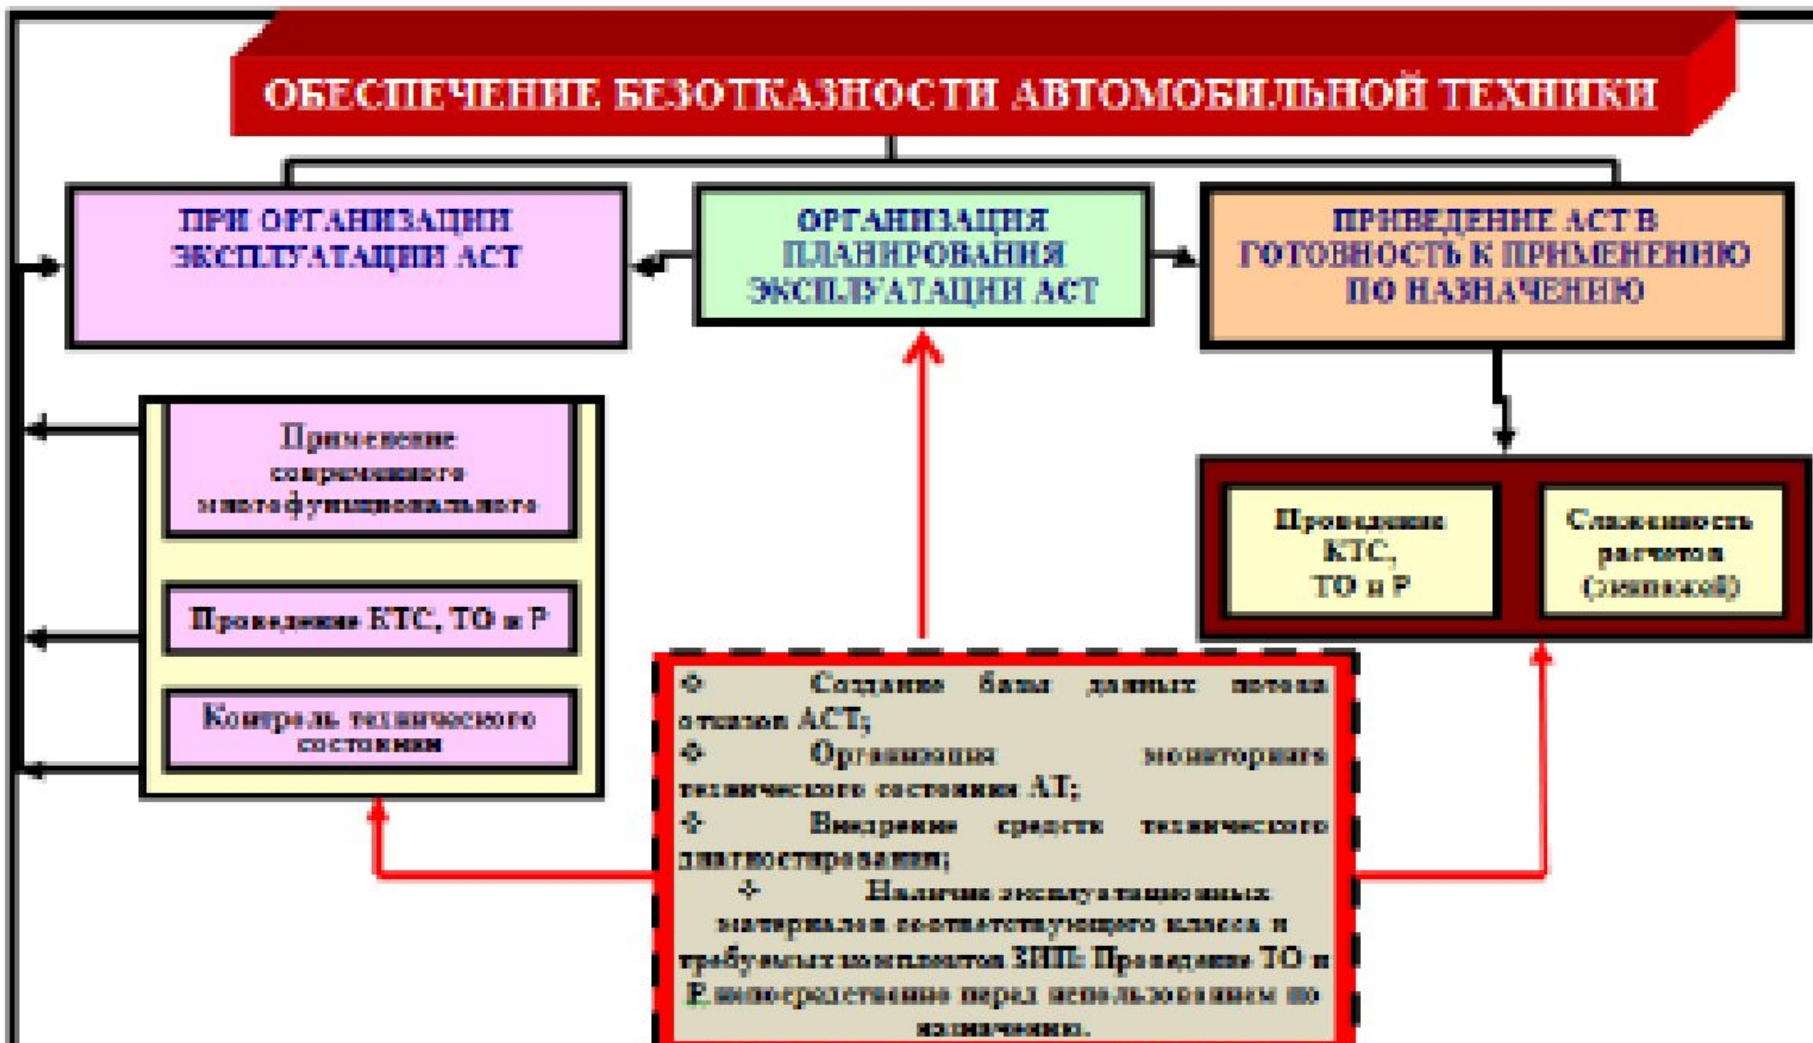 ОБЕСПЕЧЕНИЕ БЕЗОТКАЗНОСТИ АВТОМОБИЛЬНОЙ ТЕХНИКИ
ПРИ ОРГАНИЗАЦИИ
ЭКСПЛУАТАЦИИ АСТ
ОРГАНИЗАЦИЯ
ПЛАНИРОВАНИЯ
ЭКСПЛУАТАЦИИ АСТ
ПРИВЕДЕНИЕ АСТ В
ГОТОВНОСТЬ К ПРИМЕНЕНИЮ
ПО НАЗНАЧЕНИЮ
Применение
современного
многофункционального
Проведение КТС, ТО и Р
Контроль технического
состояния
Проведение
КТС,
ТО и Р
Слаженность
расчетов
(экипажей)
❖ Создание базы данных потока
отказов АСТ;
❖ Организация мониторинга
технического состояния АТ;
❖ Внедрение средств технического
диагностирования;
❖ Наличие эксплуатационных
материалов соответствующего класса и
требуемых комплектов ЗИП: Проведение ТО и
Р непосредственно перед использованием по
назначению.